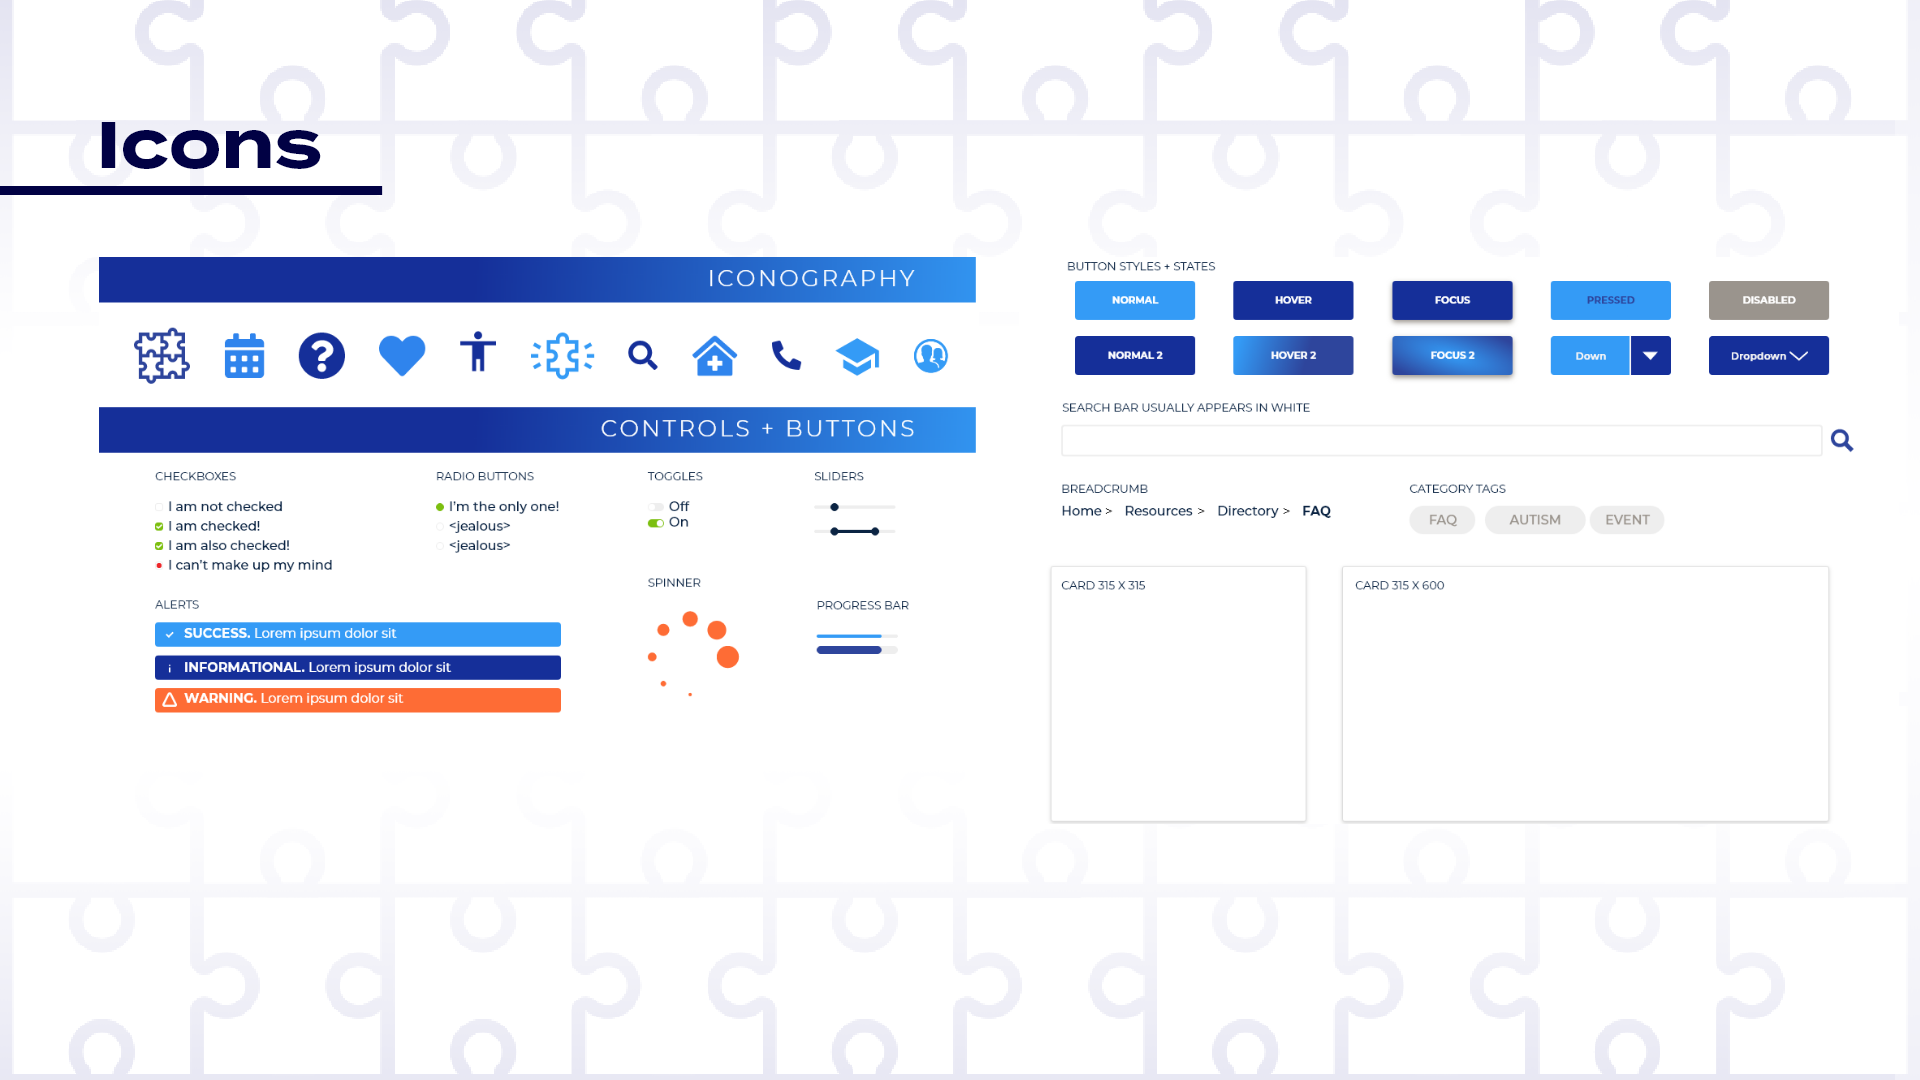 Icons
ICONOGRAPHY
CONTROLS + BUTTONS
CHECKBOXES
I am not checked
I am checked!
I am also checked!
I can't make up my mind
RADIO BUTTONS
I'm the only one!
<jealous>
<jealous>
TOGGLES
Off
On
SLIDERS
ALERTS
SUCCESS. Lorem ipsum dolor sit
i INFORMATIONAL. Lorem ipsum dolor sit
WARNING. Lorem ipsum dolor sit
SPINNER
PROGRESS BAR
BUTTON STYLES + STATES
NORMAL HOVER FOCUS PRESSED DISABLED
NORMAL 2 HOVER 2 FOCUS 2 Down Dropdown
SEARCH BAR USUALLY APPEARS IN WHITE
BREADCRUMB
Home > Resources > Directory > FAQ
CATEGORY TAGS
FAQ AUTISM EVENT
CARD 315 X 315
CARD 315 X 600